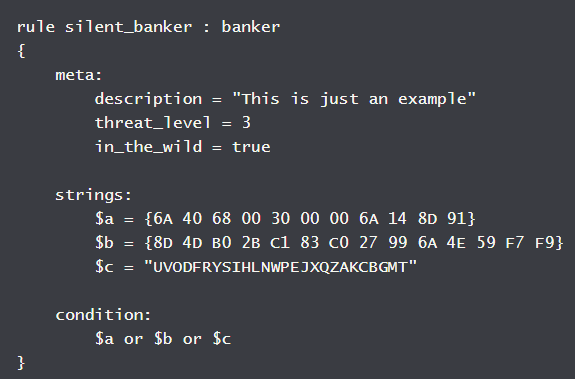 rule silent_banker : banker
{
    meta:
        description = "This is just an example"
        threat_level = 3
        in_the_wild = true

    strings:
        $a = {6A 40 68 00 30 00 00 6A 14 8D 91}
        $b = {8D 4D B0 2B C1 83 C0 27 99 6A 4E 59 F7 F9}
        $c = "UVODFRYSIHLNWPEJXQZAKCBGMT"

    condition:
        $a or $b or $c
}